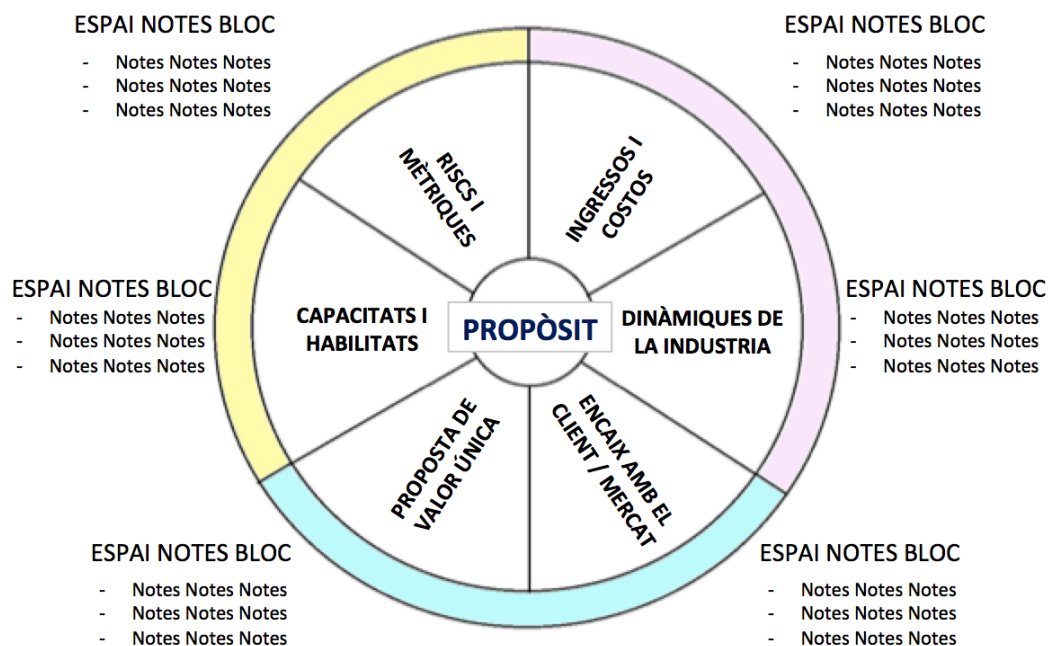 ESPAI NOTES BLOC
- Notes Notes Notes
- Notes Notes Notes
- Notes Notes Notes
ESPAI NOTES BLOC
- Notes Notes Notes
- Notes Notes Notes
- Notes Notes Notes
RISCS I
MÈTRIQUES
INGRESSOS I
COSTOS
ESPAI NOTES BLOC
- Notes Notes Notes
- Notes Notes Notes
- Notes Notes Notes
CAPACITATS I
HABILITATS
PROPÒSIT
DINÀMIQUES DE
LA INDUSTRIA
ESPAI NOTES BLOC
- Notes Notes Notes
- Notes Notes Notes
- Notes Notes Notes
PROPOSTA DE
VALOR ÚNICA
ENCAIX AMB EL
CLIENT / MERCAT
ESPAI NOTES BLOC
- Notes Notes Notes
- Notes Notes Notes
- Notes Notes Notes
ESPAI NOTES BLOC
- Notes Notes Notes
- Notes Notes Notes
- Notes Notes Notes